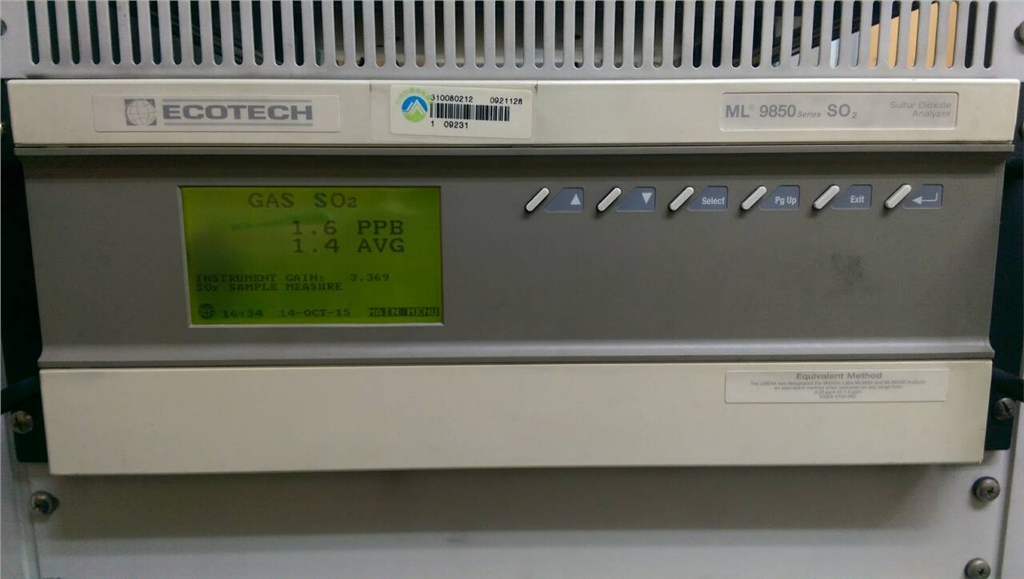 ECOTECH
310080212 0921128
1 09231
ML® 9850 Series SO₂
Sulfur Dioxide
Analyzer
GAS SO₂
1.6 PPB
1.4 AVG
INSTRUMENT GAIN: 3.369
SO₂ SAMPLE MEASURE
16:34 14-OCT-15 MAIN MENU
▲
▼
Select
Pg Up
Exit
Equivalent Method